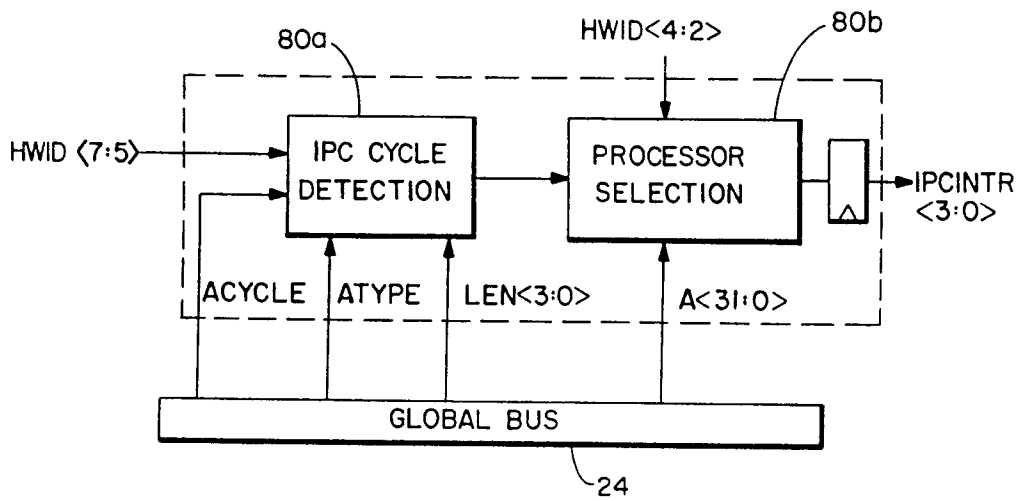 80a
HWID<4:2>
80b
HWID <7:5>
IPC CYCLE
DETECTION
PROCESSOR
SELECTION
IPCINTR
<3:0>
ACYCLE
ATYPE
LEN<3:0>
A<31:0>
GLOBAL BUS
24